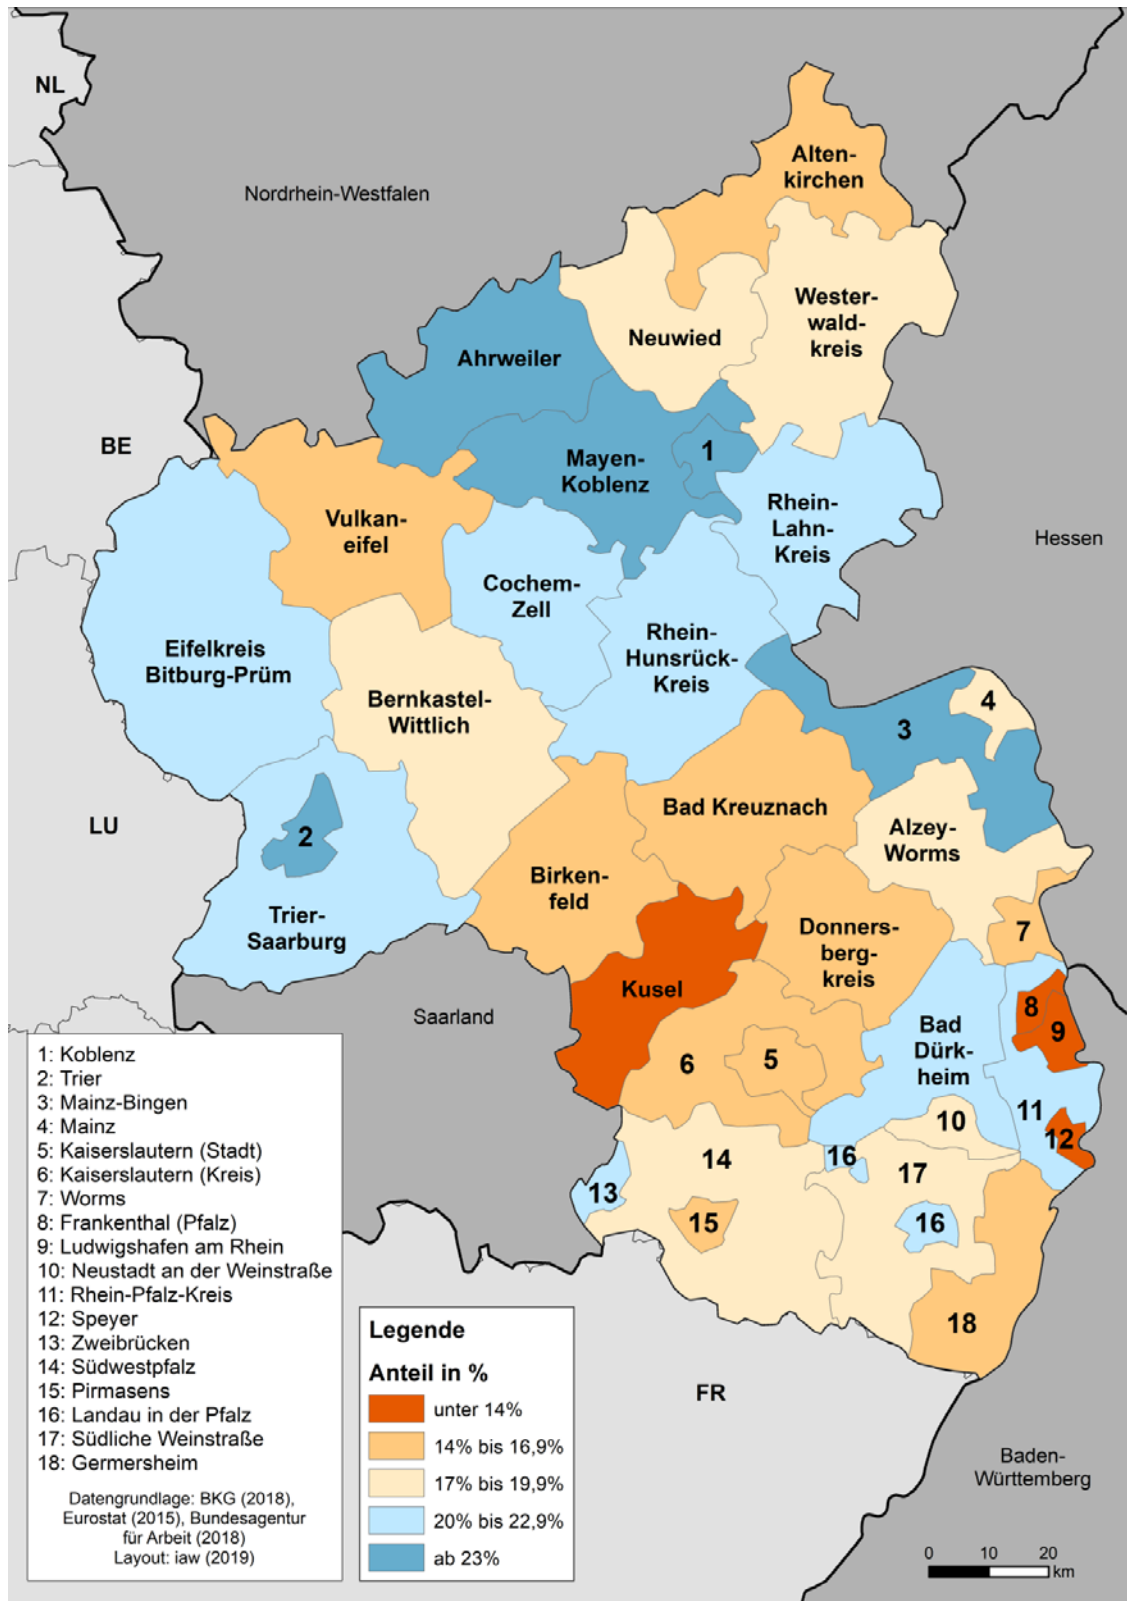 NL
Nordrhein-Westfalen
Alten-
kirchen
Wester-
wald-
kreis
Neuwied
Ahrweiler
BE
Mayen-
Koblenz
1
Rhein-
Lahn-
Kreis
Hessen
Vulkan-
eifel
Cochem-
Zell
Eifelkreis
Bitburg-Prüm
Rhein-
Hunsrück-
Kreis
Bernkastel-
Wittlich
4
3
LU
2
Bad Kreuznach
Alzey-
Worms
Birken-
feld
Trier-
Saarburg
Donners-
berg-
kreis
7
Kusel
Saarland
8
9
Bad
Dürk-
heim
6
5
11
10
12
14
16
17
13
15
16
18
FR
Baden-
Württemberg
1: Koblenz
2: Trier
3: Mainz-Bingen
4: Mainz
5: Kaiserslautern (Stadt)
6: Kaiserslautern (Kreis)
7: Worms
8: Frankenthal (Pfalz)
9: Ludwigshafen am Rhein
10: Neustadt an der Weinstraße
11: Rhein-Pfalz-Kreis
12: Speyer
13: Zweibrücken
14: Südwestpfalz
15: Pirmasens
16: Landau in der Pfalz
17: Südliche Weinstraße
18: Germersheim
Datengrundlage: BKG (2018),
Eurostat (2015), Bundesagentur
für Arbeit (2018)
Layout: iaw (2019)
Legende
Anteil in %
unter 14%
14% bis 16,9%
17% bis 19,9%
20% bis 22,9%
ab 23%
0 10 20
km